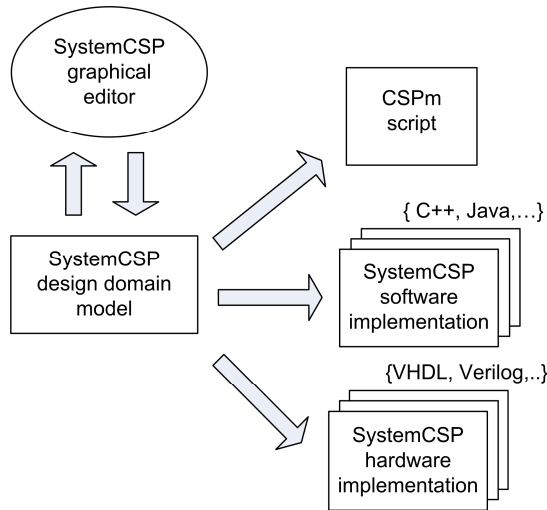 SystemCSP
graphical
editor
CSPm
script
SystemCSP
design domain
model
{ C++, Java,...}
SystemCSP
software
implementation
{VHDL, Verilog,..}
SystemCSP
hardware
implementation